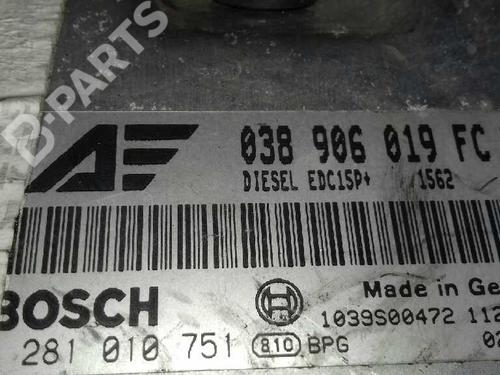 B-PARTS
AF 038 906 019 FC
DIESEL EDC15P+ 1562
BOSCH Made in Ge
281 010 751 810 BPG 1039S00472 112